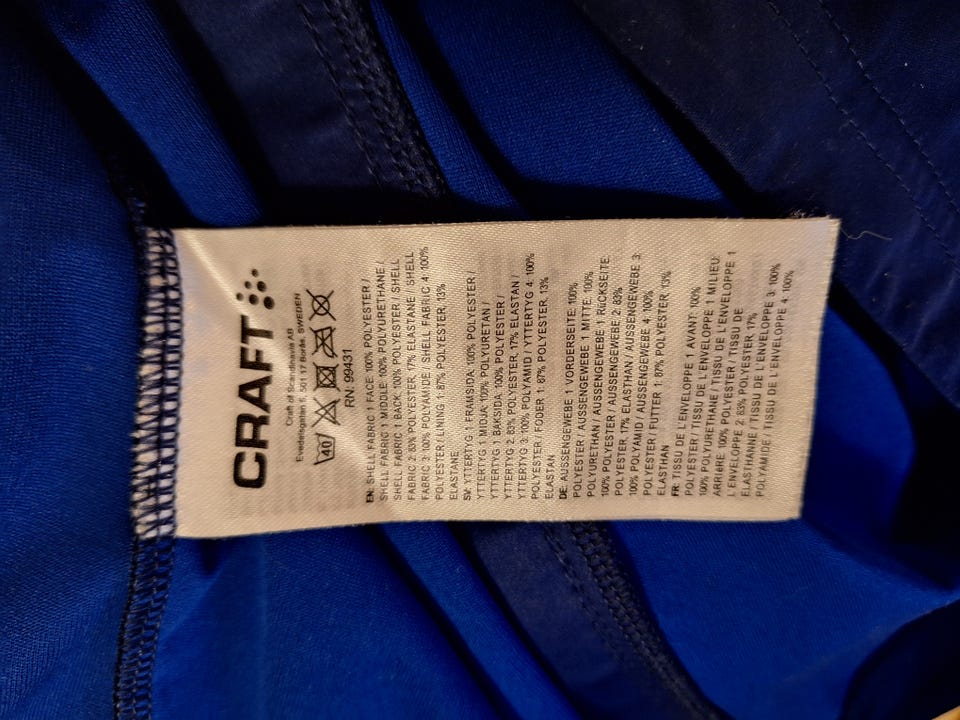 CRAFT
Craft of Scandinavia AB
Evedalsgatan 5, 501 17 Borås, SWEDEN
40
RN: 99431
EN: SHELL FABRIC 1 FACE 100% POLYESTER /
SHELL FABRIC 1 MIDDLE: 100% POLYURETHANE /
SHELL FABRIC 1 BACK: 100% POLYESTER / SHELL
FABRIC 2: 83% POLYESTER, 17% ELASTANE / SHELL
FABRIC 3: 100% POLYAMIDE / SHELL FABRIC 4: 100%
POLYESTER / LINING 1: 87% POLYESTER, 13%
ELASTANE
SV: YTTERTYG 1 FRAMSIDA: 100% POLYESTER /
YTTERTYG 1 MIDJA: 100% POLYURETAN /
YTTERTYG 1 BAKSIDA: 100% POLYESTER /
YTTERTYG 2: 83% POLYESTER, 17% ELASTAN /
YTTERTYG 3: 100% POLYAMID / YTTERTYG 4: 100%
POLYESTER / FODER 1: 87% POLYESTER, 13%
ELASTAN
DE: AUSSENGEWEBE 1 VORDERSEITE: 100%
POLYESTER / AUSSENGEWEBE 1 MITTE: 100%
POLYURETHAN / AUSSENGEWEBE 1 RÜCKSEITE:
100% POLYESTER / AUSSENGEWEBE 2: 83%
POLYESTER, 17% ELASTHAN / AUSSENGEWEBE 3:
100% POLYAMID / AUSSENGEWEBE 4: 100%
POLYESTER / FUTTER 1: 87% POLYESTER, 13%
ELASTHAN
FR: TISSU DE L'ENVELOPPE 1 AVANT: 100%
POLYESTER / TISSU DE L'ENVELOPPE 1 MILIEU:
100% POLYURETHANE / TISSU DE L'ENVELOPPE 1
ARRIèRE 100% POLYESTER / TISSU DE
L'ENVELOPPE 2: 83% POLYESTER, 17%
ELASTHANNE / TISSU DE L'ENVELOPPE 3: 100%
POLYAMIDE / TISSU DE L'ENVELOPPE 4: 100%